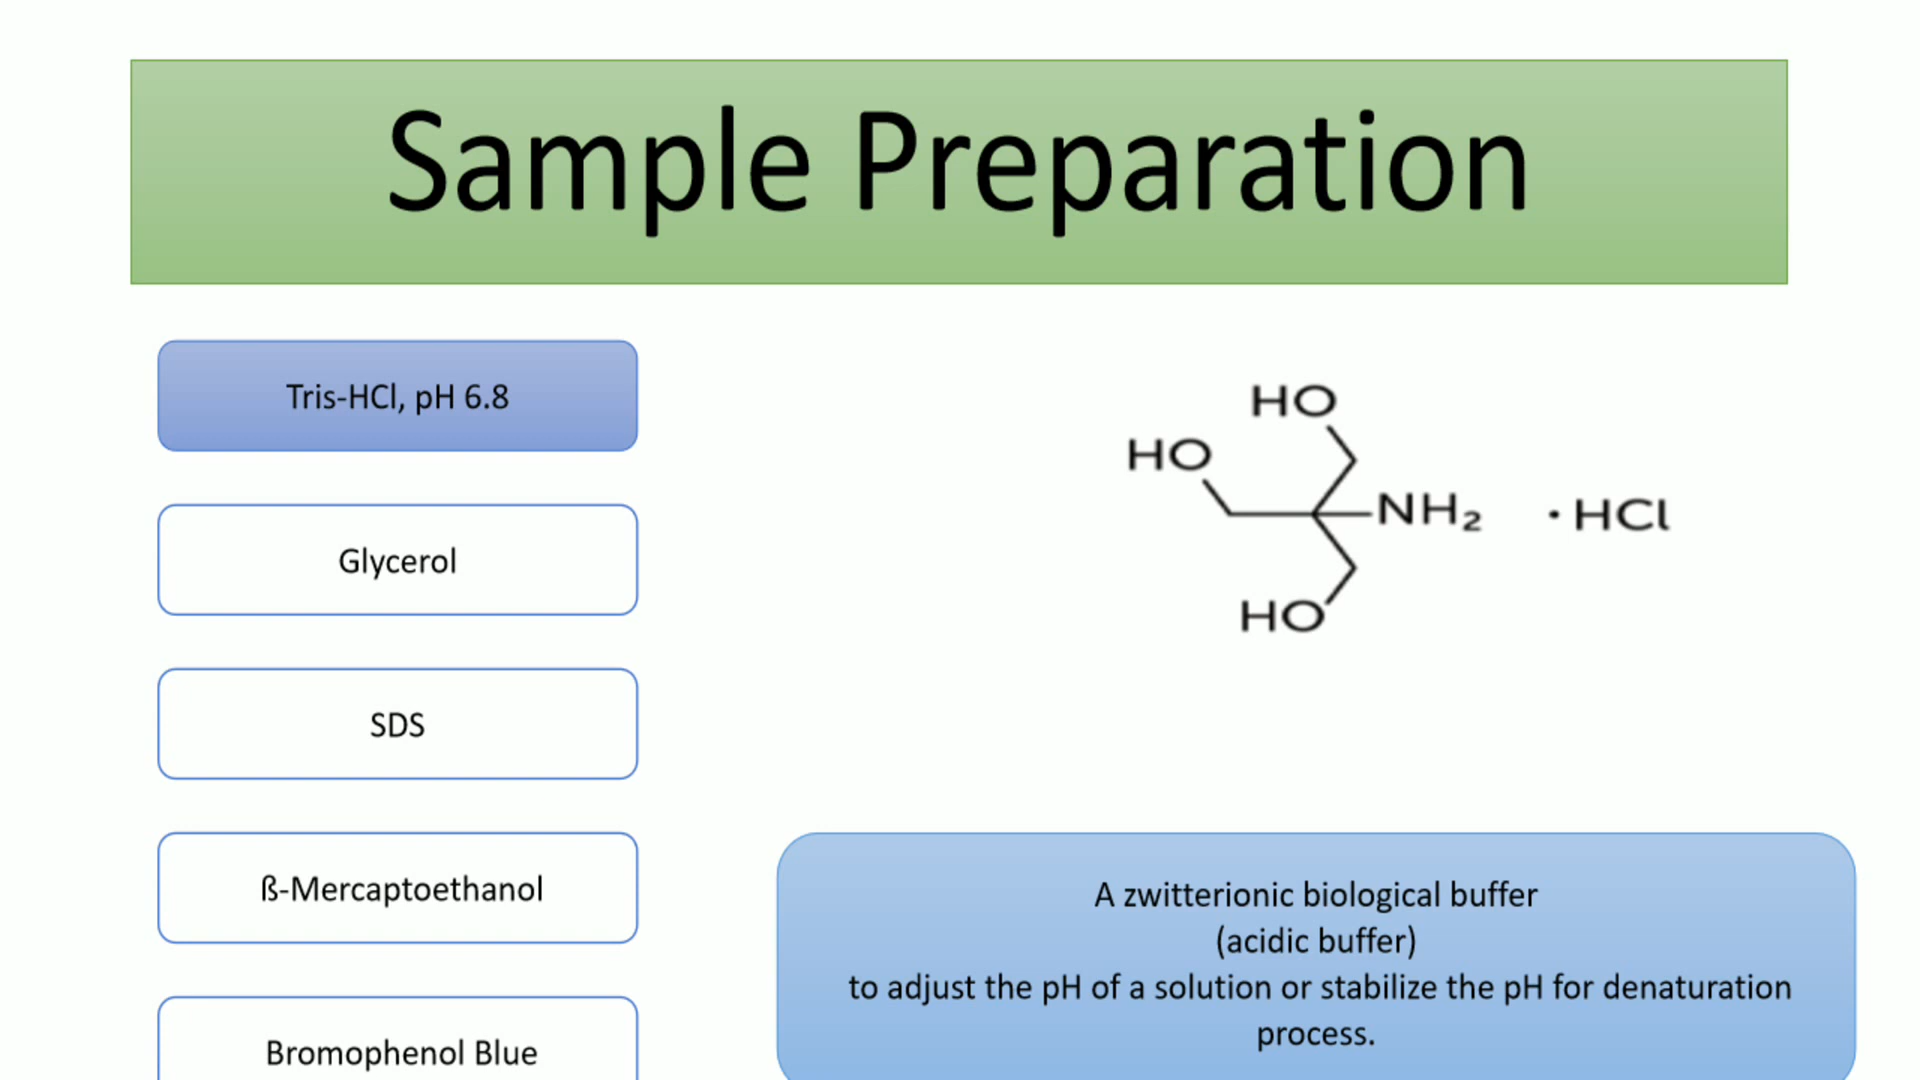 Sample Preparation
Tris-HCl, pH 6.8
Glycerol
SDS
ß-Mercaptoethanol
Bromophenol Blue
HO
HO
NH₂ · HCl
HO
A zwitterionic biological buffer
(acidic buffer)
to adjust the pH of a solution or stabilize the pH for denaturation
process.